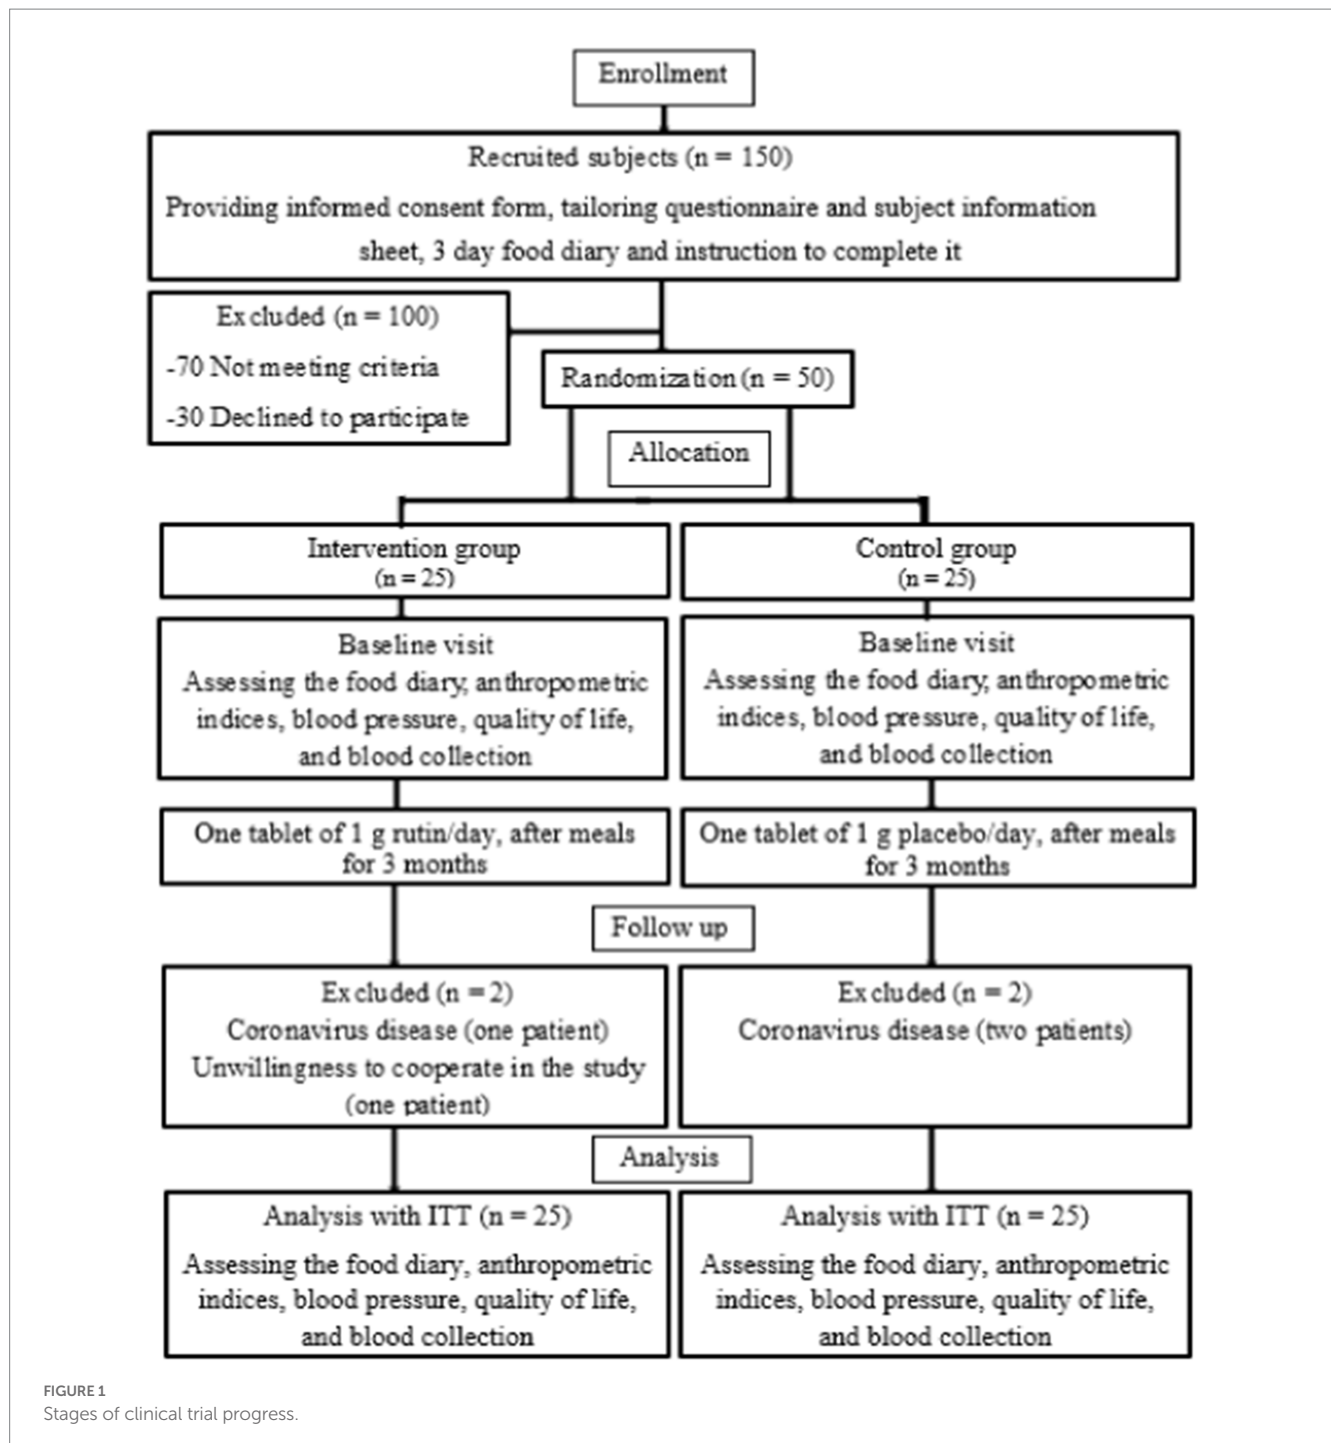 Enrollment
Recruited subjects (n = 150)
Providing informed consent form, tailoring questionnaire and subject information
sheet, 3 day food diary and instruction to complete it
Excluded (n = 100)
-70 Not meeting criteria
-30 Declined to participate
Randomization (n = 50)
Allocation
Intervention group
(n = 25)
Control group
(n = 25)
Baseline visit
Assessing the food diary, anthropometric
indices, blood pressure, quality of life,
and blood collection
Baseline visit
Assessing the food diary, anthropometric
indices, blood pressure, quality of life,
and blood collection
One tablet of 1 g rutin/day, after meals
for 3 months
One tablet of 1 g placebo/day, after meals
for 3 months
Follow up
Excluded (n = 2)
Coronavirus disease (one patient)
Unwillingness to cooperate in the study
(one patient)
Excluded (n = 2)
Coronavirus disease (two patients)
Analysis
Analysis with ITT (n = 25)
Assessing the food diary, anthropometric
indices, blood pressure, quality of life,
and blood collection
Analysis with ITT (n = 25)
Assessing the food diary, anthropometric
indices, blood pressure, quality of life,
and blood collection
FIGURE 1
Stages of clinical trial progress.